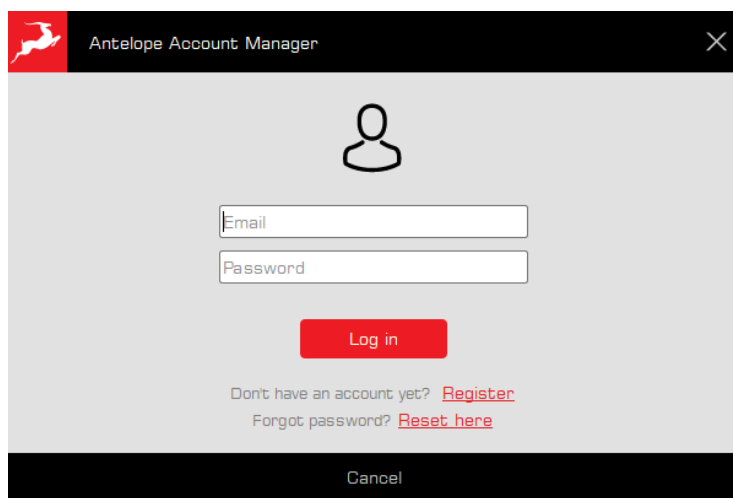 Antelope Account Manager
Email
Password
Log in
Don't have an account yet? Register
Forgot password? Reset here
Cancel